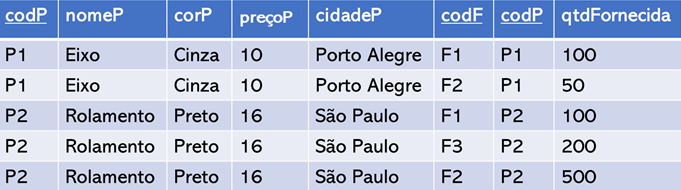 codP nomeP corP preçoP cidadeP codF codP qtdFornecida
P1 Eixo Cinza 10 Porto Alegre F1 P1 100
P1 Eixo Cinza 10 Porto Alegre F2 P1 50
P2 Rolamento Preto 16 São Paulo F1 P2 100
P2 Rolamento Preto 16 São Paulo F3 P2 200
P2 Rolamento Preto 16 São Paulo F2 P2 500